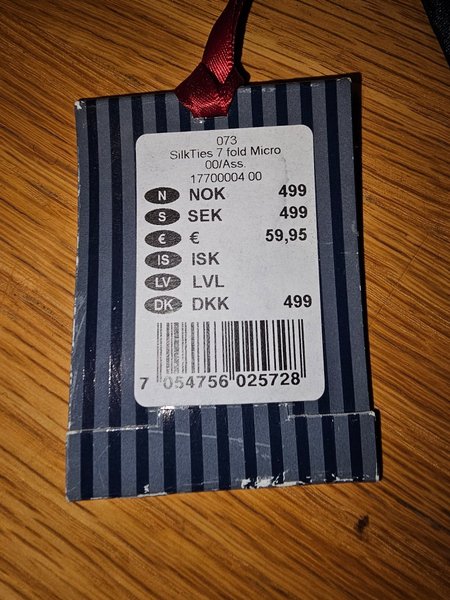 073
SilkTies 7 fold Micro
00/Ass.
17700004 00
N NOK 499
S SEK 499
€ € 59,95
IS ISK
LV LVL
DK DKK 499
7 054756 025728